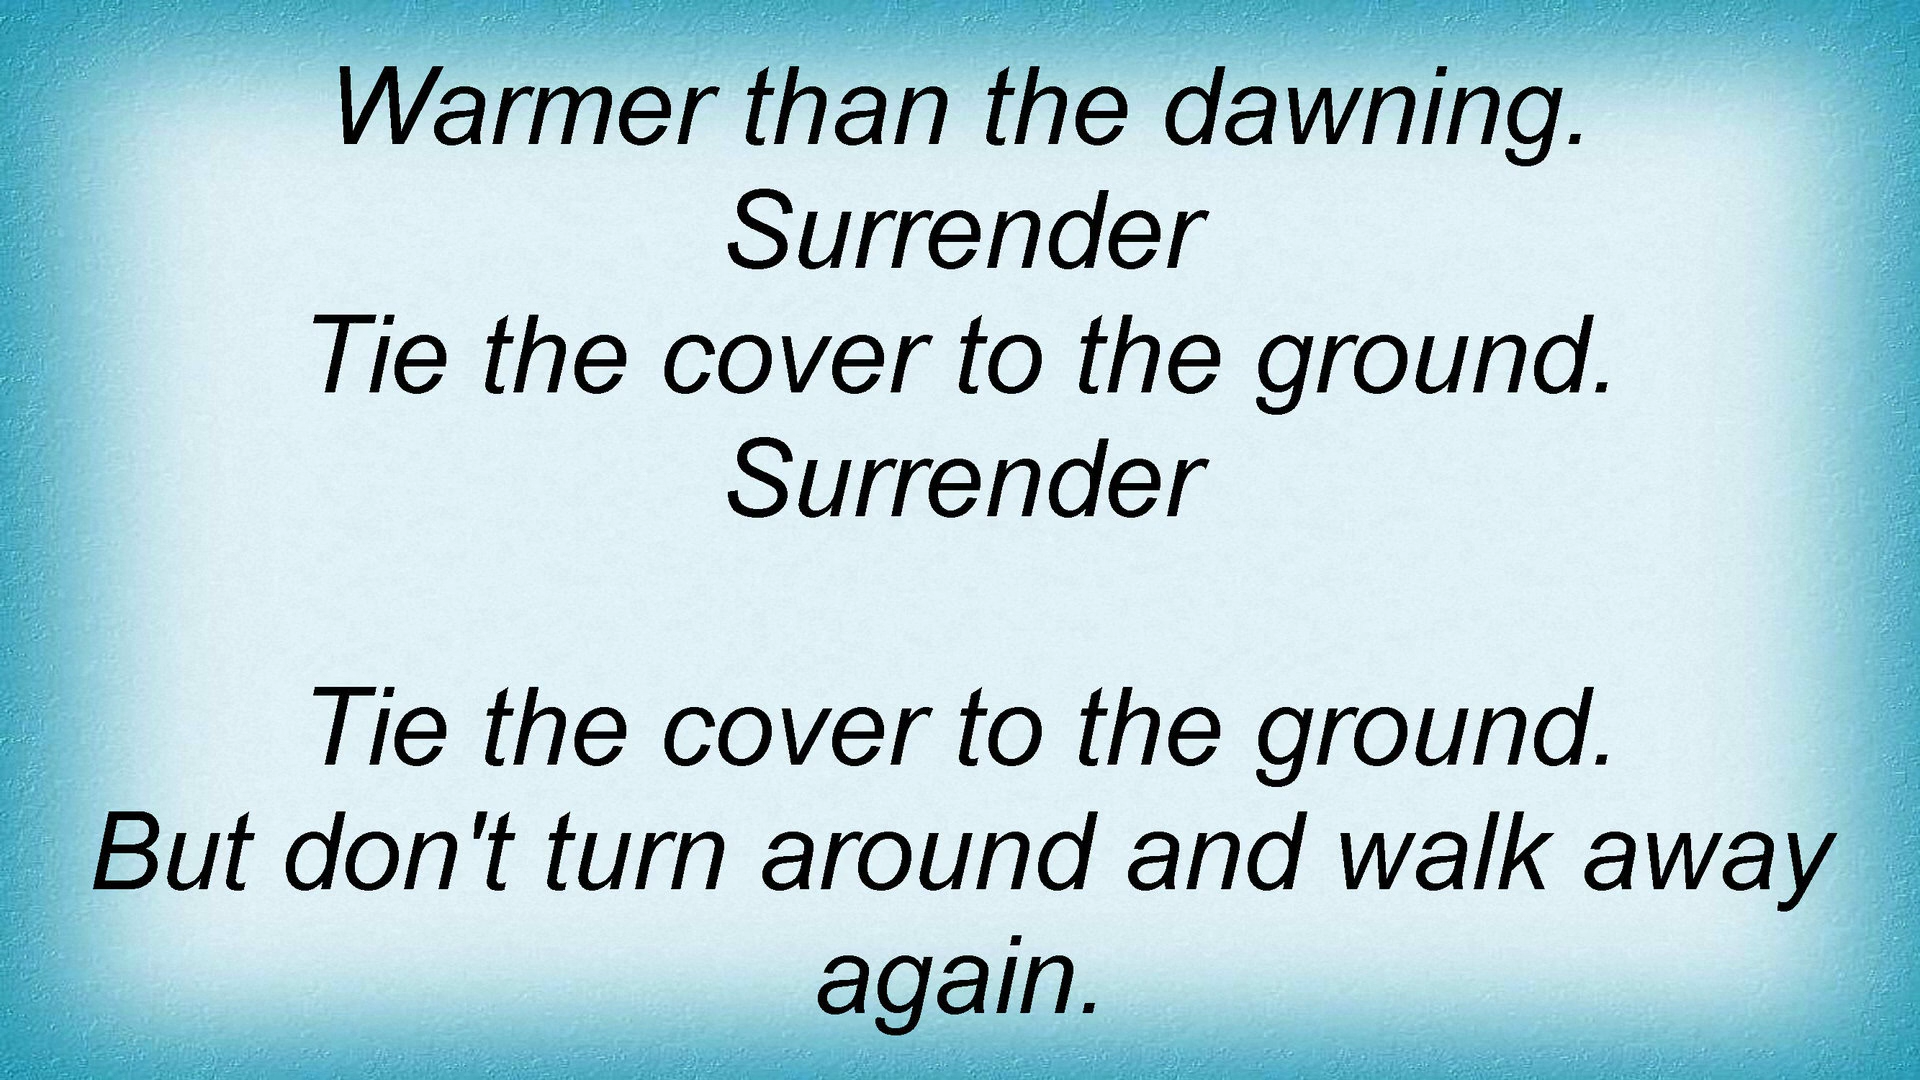 Warmer than the dawning.
Surrender
Tie the cover to the ground.
Surrender
Tie the cover to the ground.
But don't turn around and walk away
again.